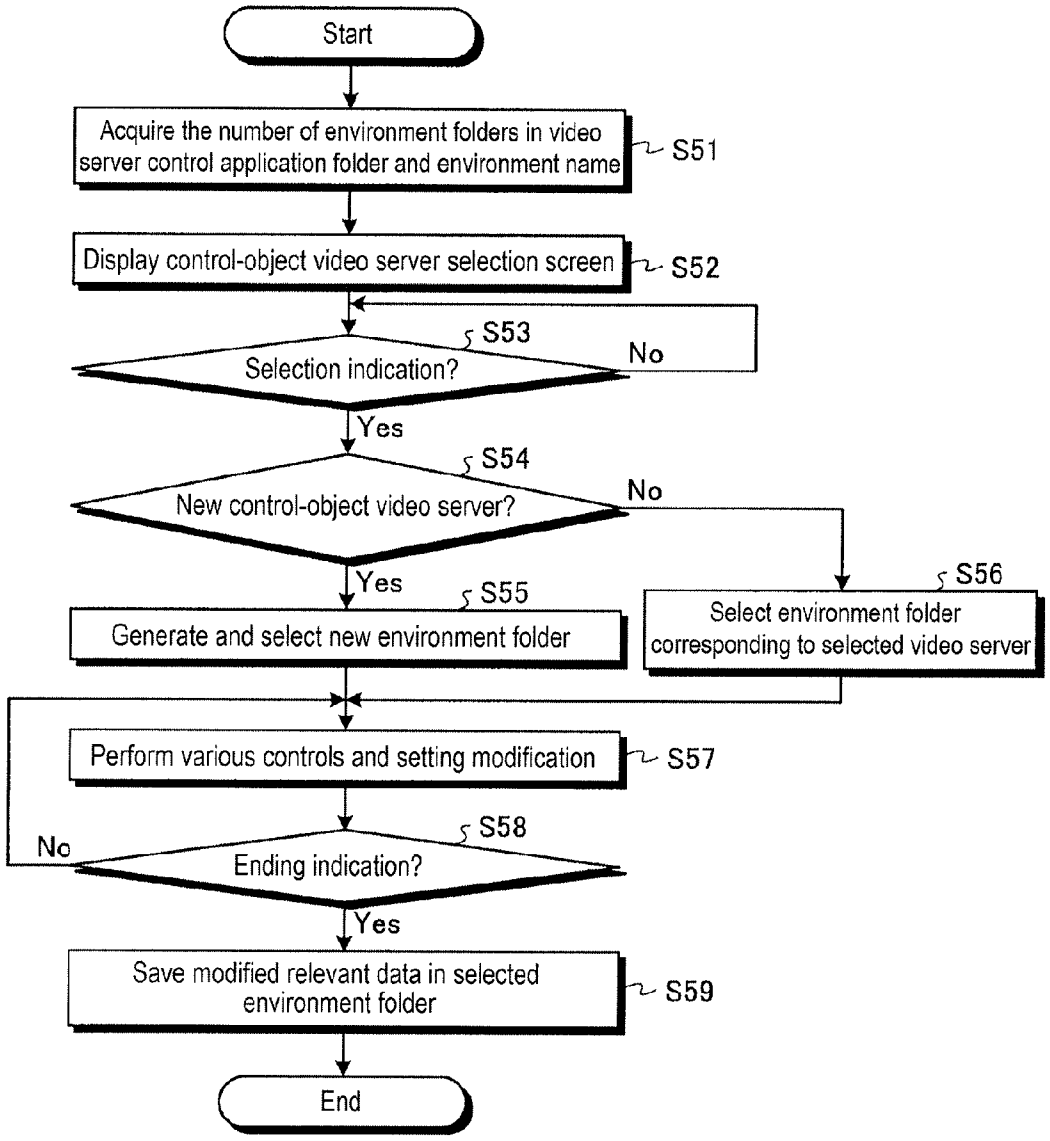 Start
Acquire the number of environment folders in video
server control application folder and environment name
S51
Display control-object video server selection screen
S52
S53
Selection indication?
No
Yes
S54
New control-object video server?
No
Yes
S55
Generate and select new environment folder
S56
Select environment folder
corresponding to selected video server
Perform various controls and setting modification
S57
S58
Ending indication?
No
Yes
Save modified relevant data in selected
environment folder
S59
End